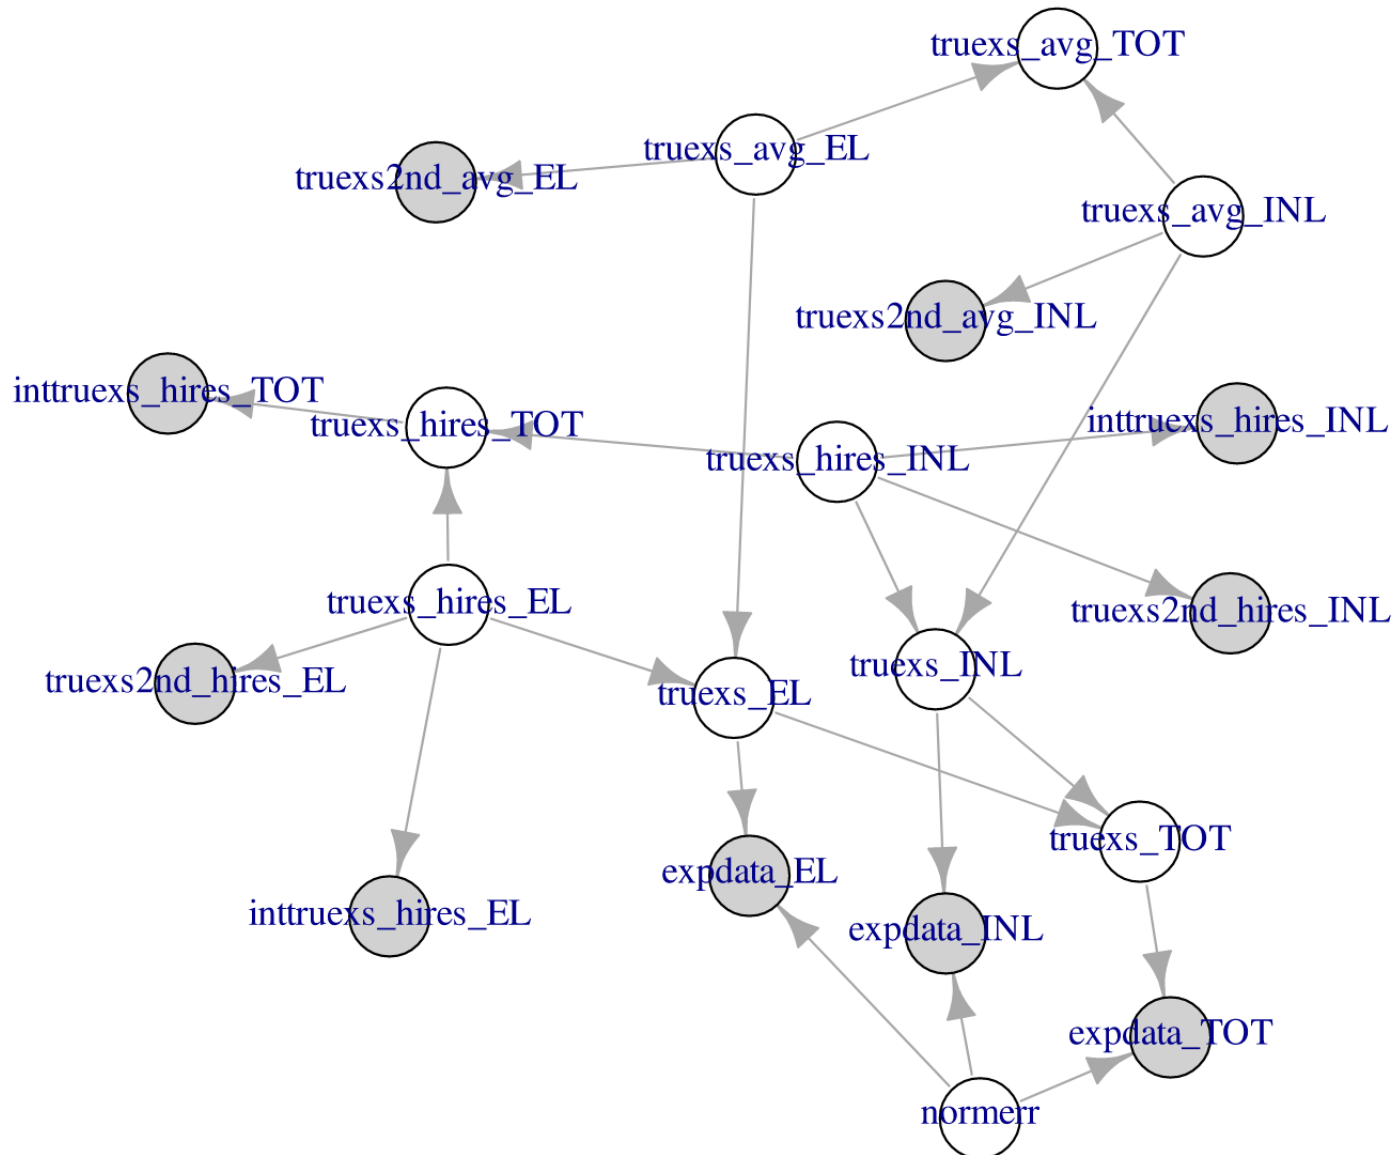 truexs_avg_TOT
truexs_avg_EL
truexs2nd_avg_EL
truexs_avg_INL
truexs2nd_avg_INL
inttruexs_hires_TOT
truexs_hires_TOT
inttruexs_hires_INL
truexs_hires_INL
truexs_hires_EL
truexs2nd_hires_INL
truexs2nd_hires_EL
truexs_EL
truexs_INL
truexs_TOT
expdata_EL
inttruexs_hires_EL
expdata_INL
expdata_TOT
normerr